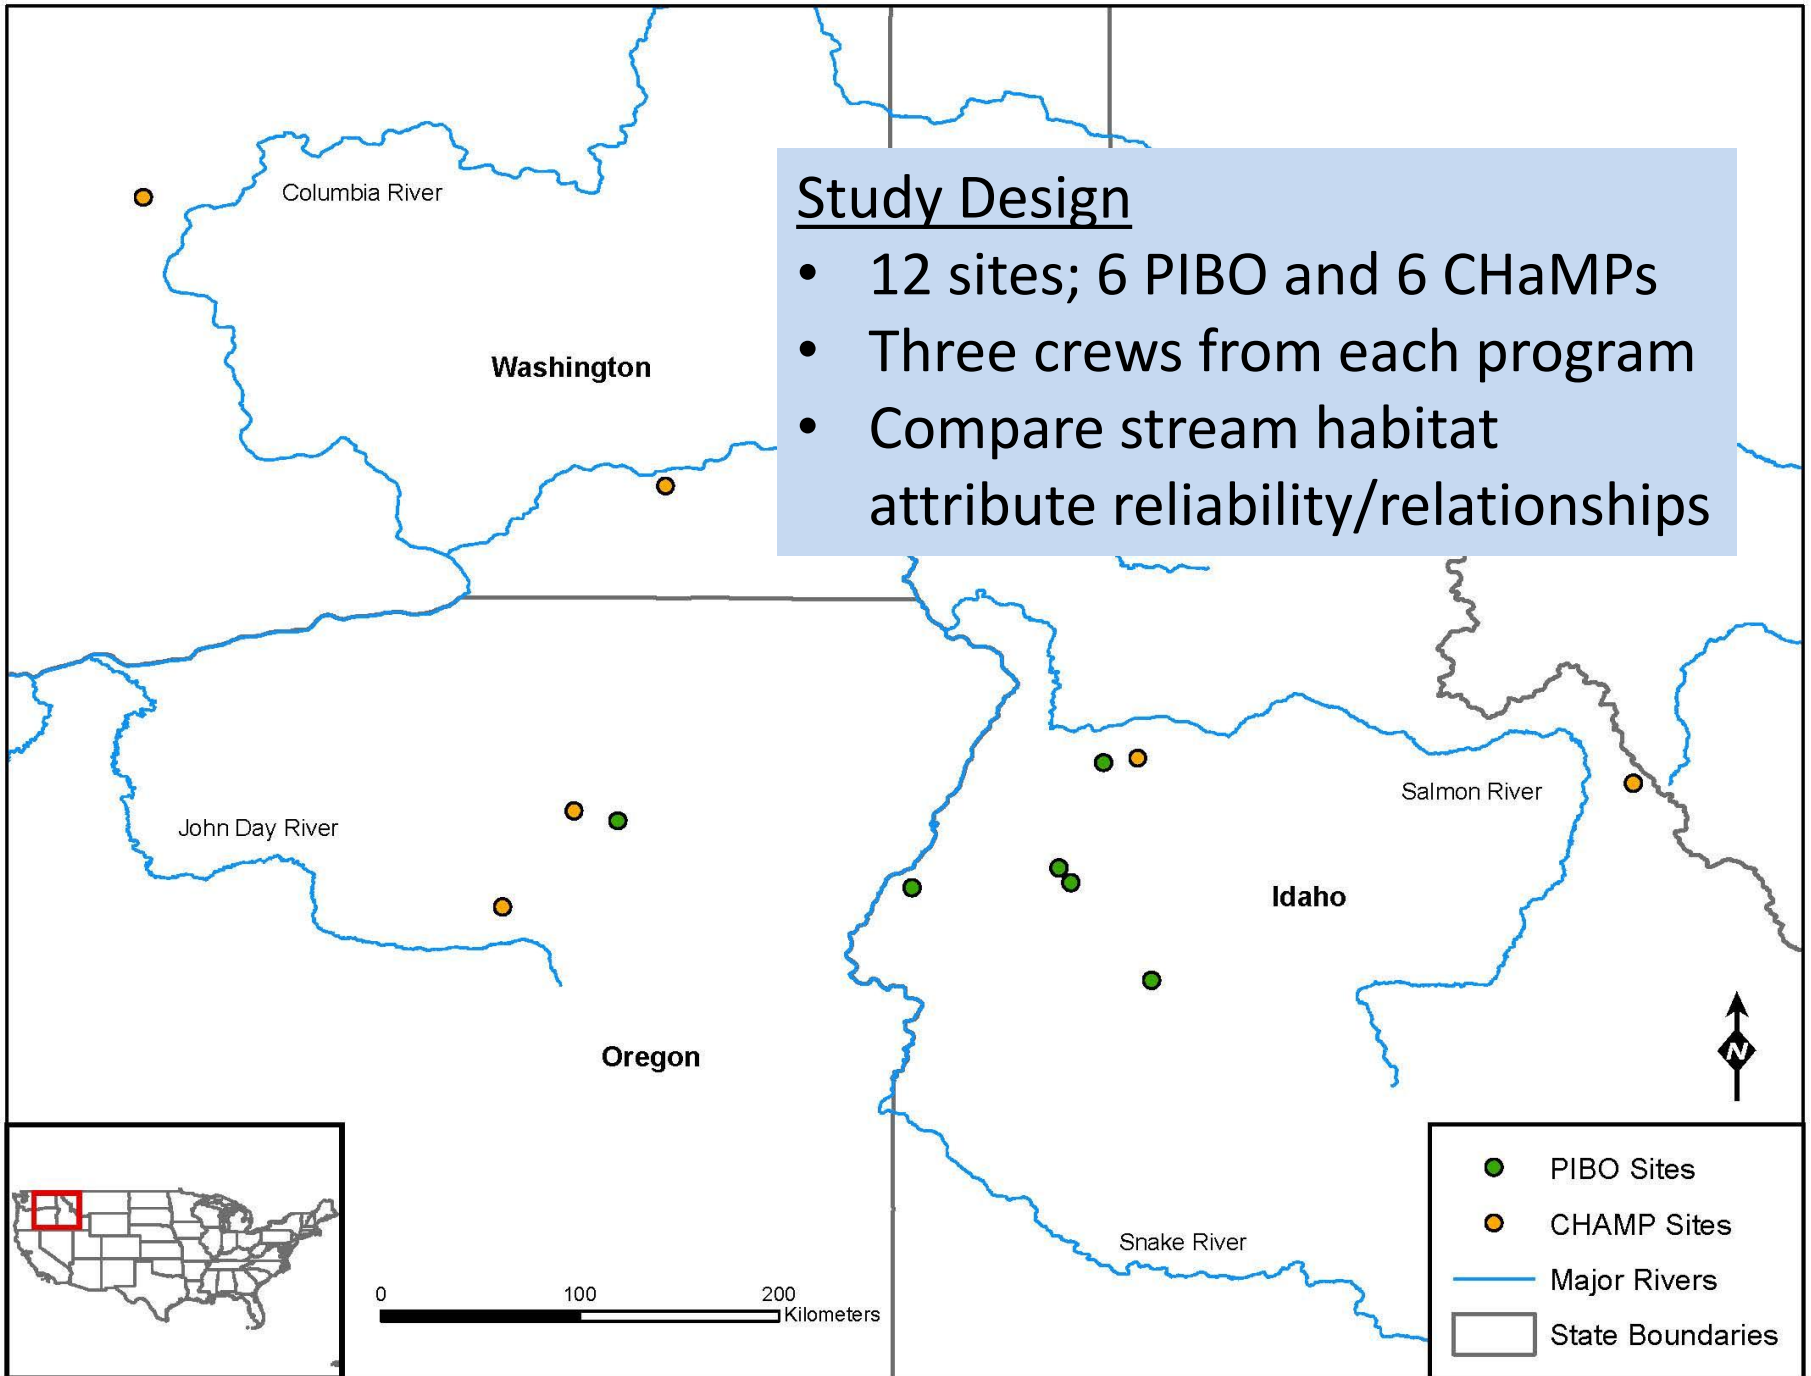 Columbia River
Study Design
• 12 sites; 6 PIBO and 6 CHaMPs
• Three crews from each program
• Compare stream habitat
attribute reliability/relationships
Washington
Salmon River
John Day River
Idaho
Oregon
N
PIBO Sites
CHAMP Sites
Major Rivers
State Boundaries
Snake River
0 100 200
Kilometers